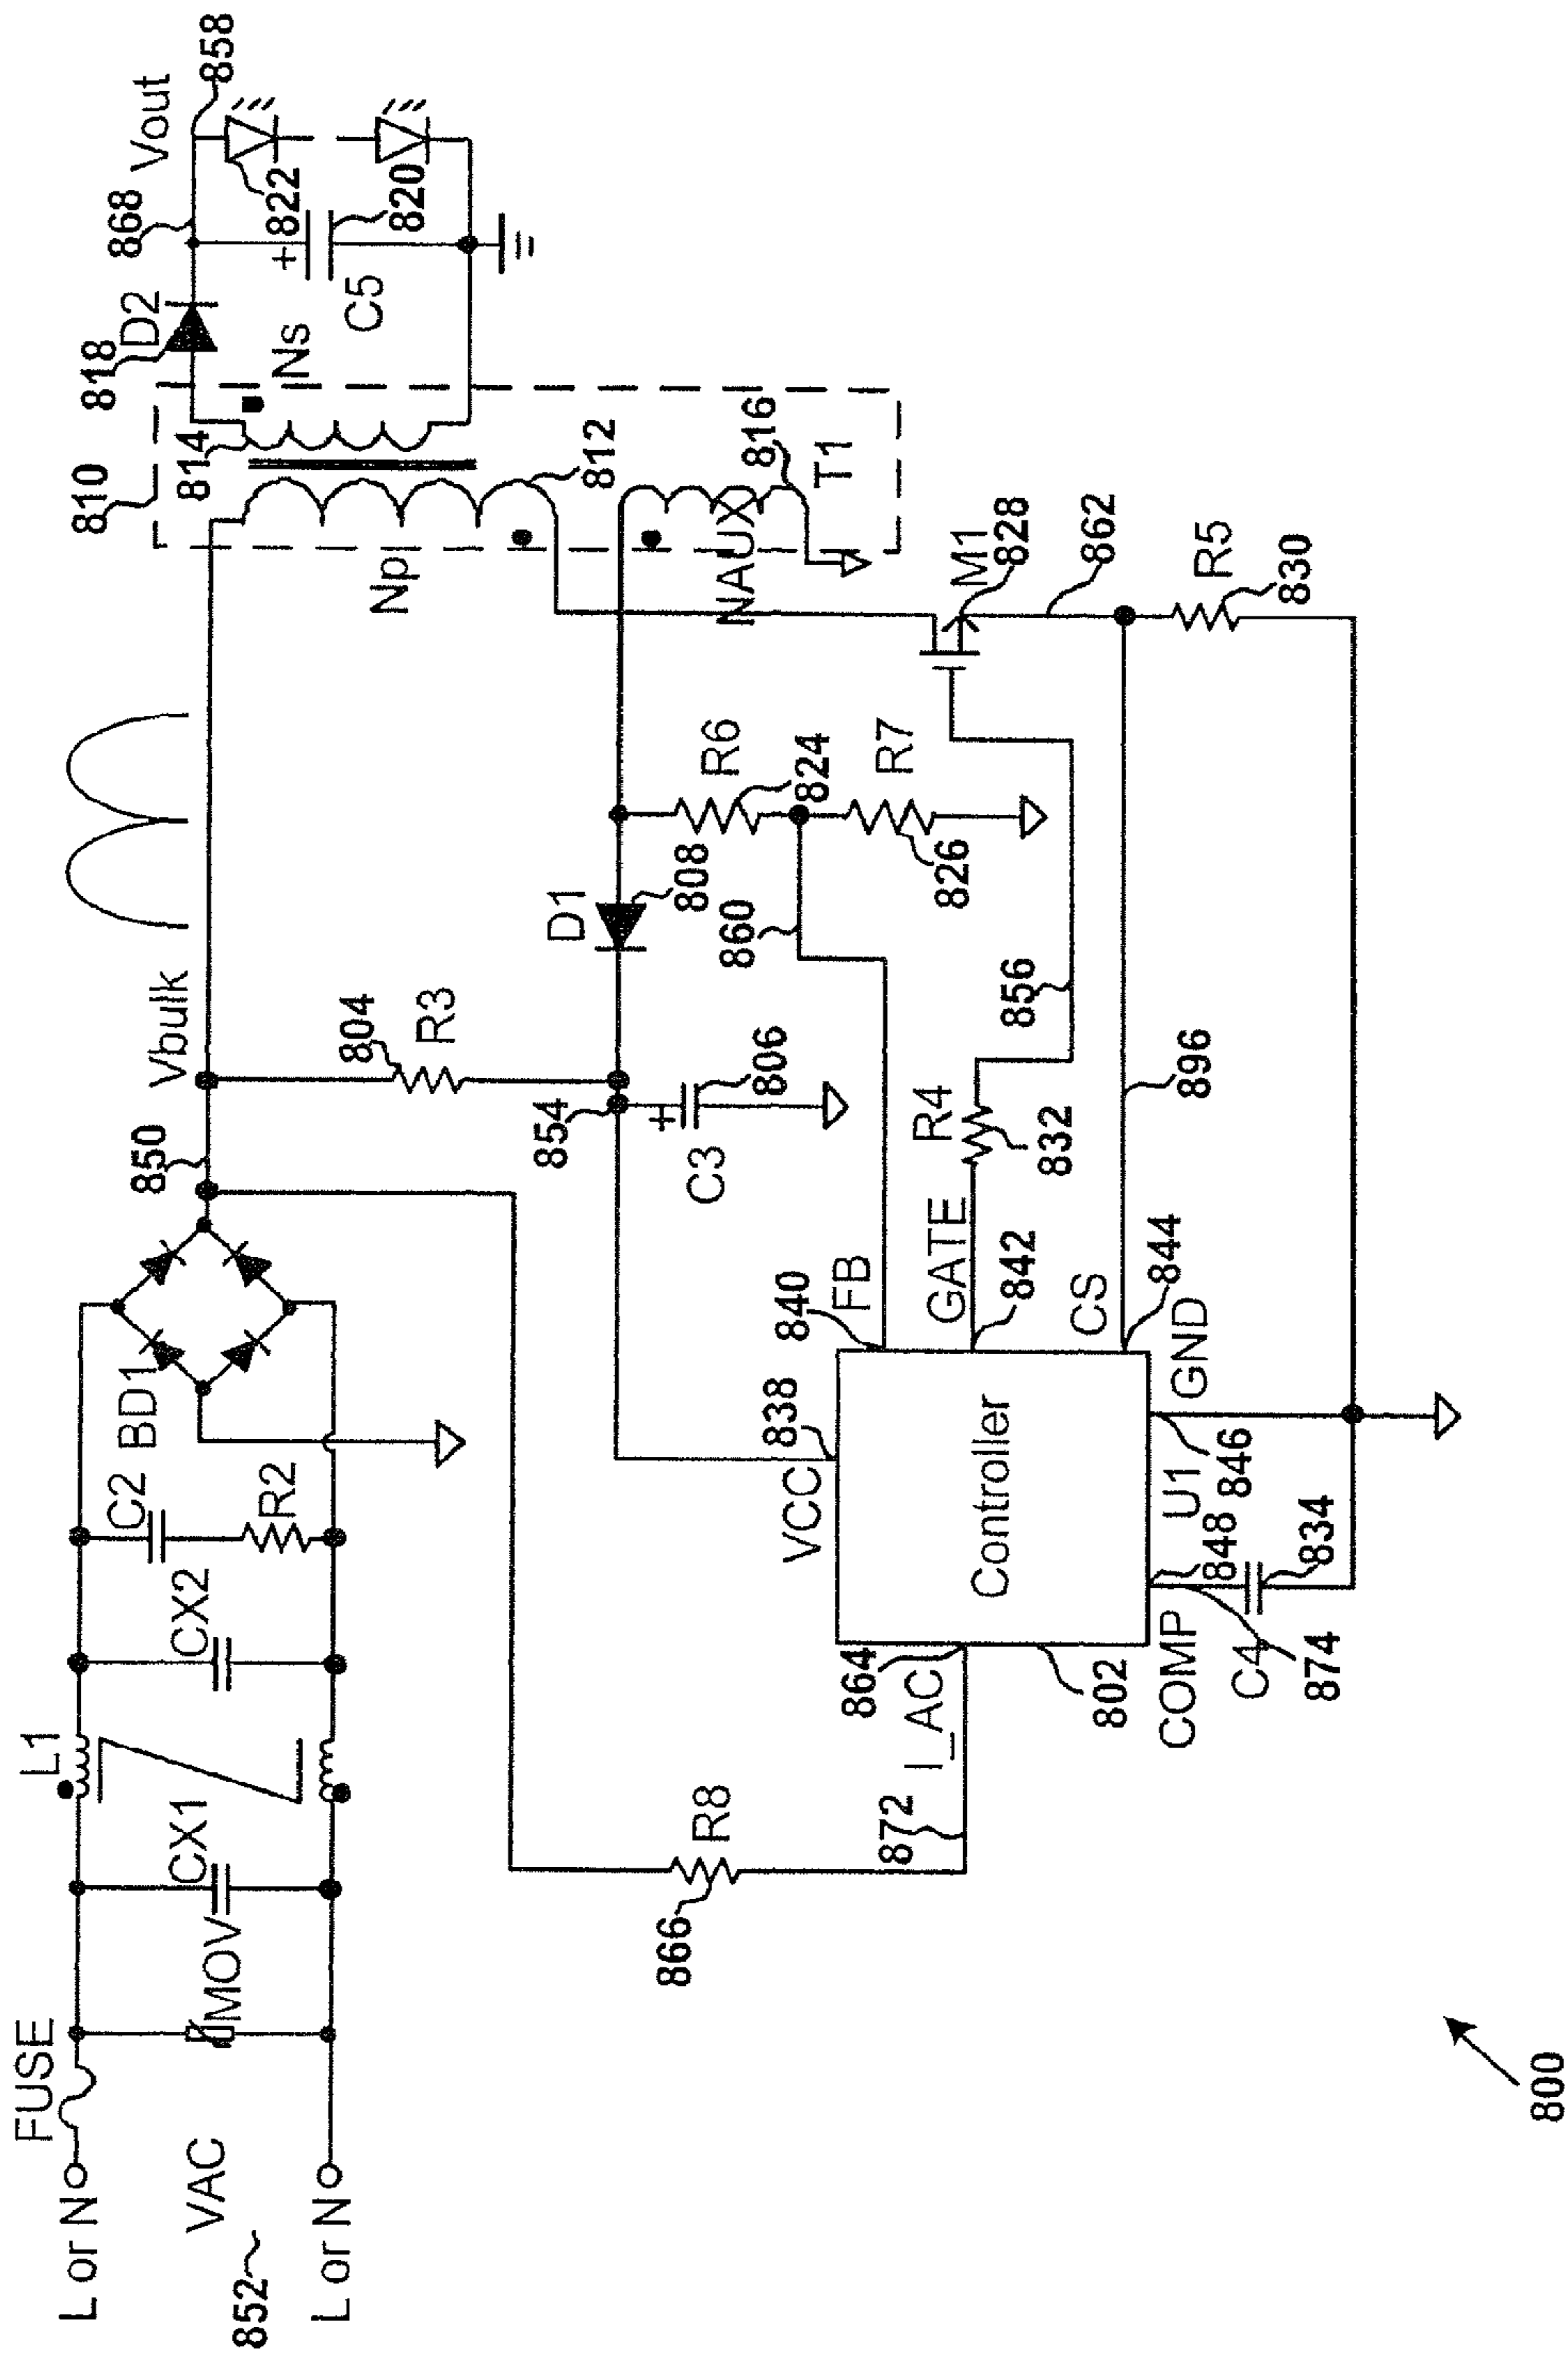 FUSE
L or N
VAC
852
L or N
MOV
CX1
L1
CX2
C2
R2
BD1
850
Vbulk
804
R3
854
806
C3
D1
808
Np
810
814
812
Ns
818
D2
868
Vout
858
822
820
C5
816
NAUX
T1
R6
824
R7
826
860
M1
828
862
R5
830
856
R4
832
896
866
R8
872
I_AC
864
802
Controller
VCC
838
840
FB
GATE
842
CS
844
GND
846
U1
848
COMP
C4
834
874
800